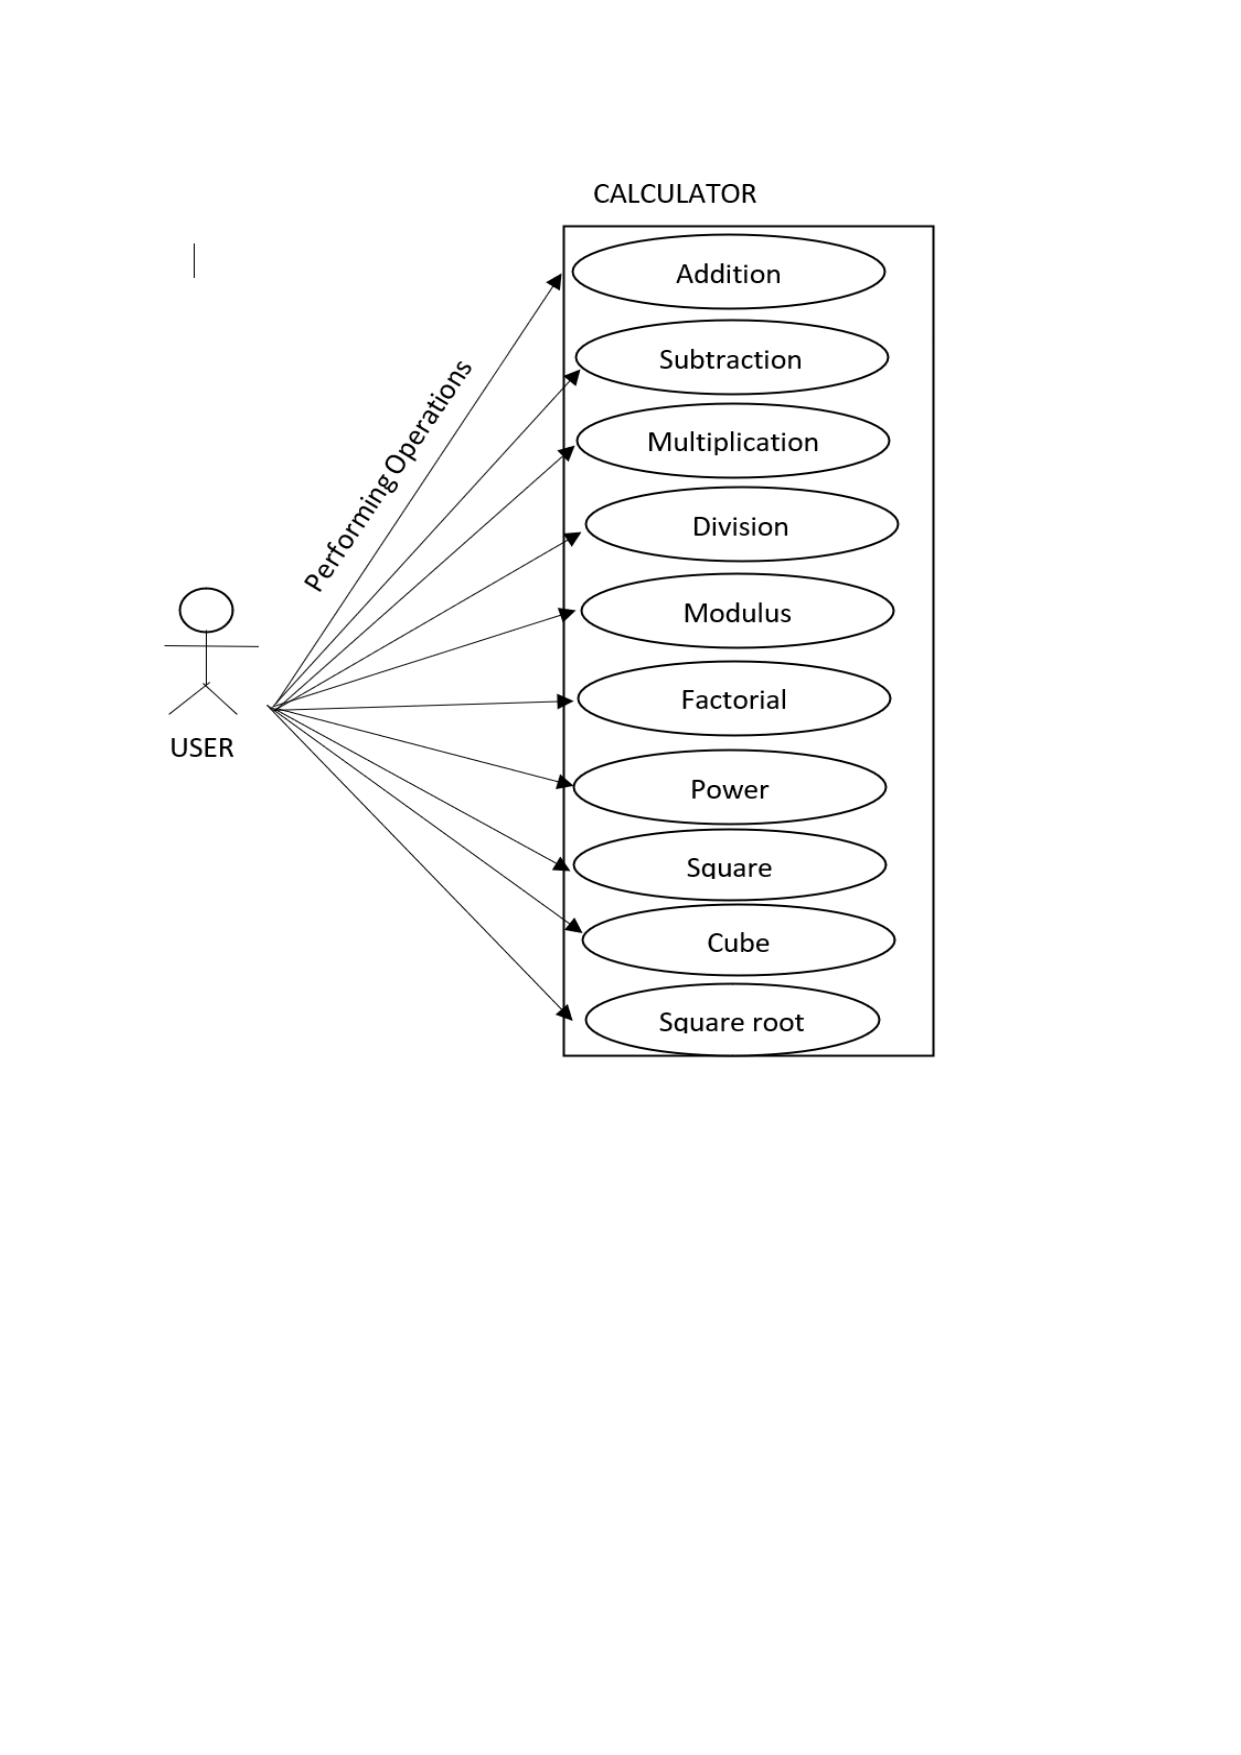 CALCULATOR
Addition
Subtraction
Multiplication
Division
Modulus
Factorial
Power
Square
Cube
Square root
Performing Operations
USER